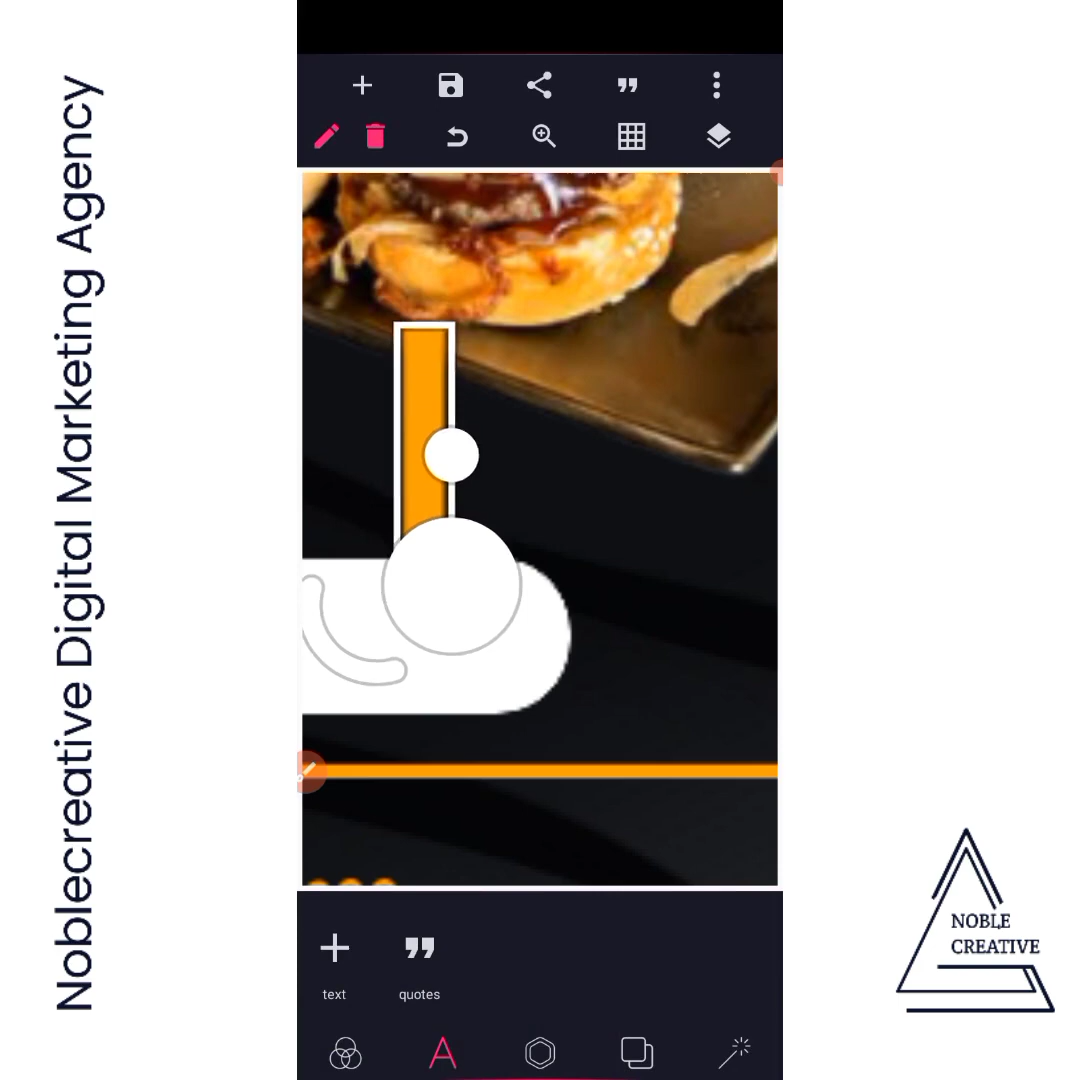 Noblecreative Digital Marketing Agency
text
quotes
NOBLE
CREATIVE